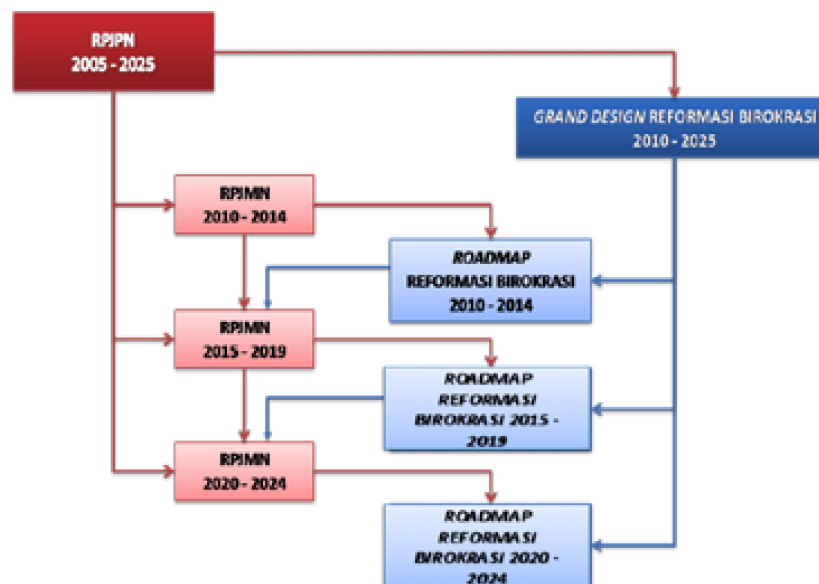 RPJPN
2005 - 2025
GRAND DESIGN REFORMASI BIROKRASI
2010 - 2025
RPJMN
2010 - 2014
ROADMAP
REFORMASI BIROKRASI
2010 - 2014
RPJMN
2015 - 2019
ROADMAP
REFORMASI
BIROKRASI 2015 -
2019
RPJMN
2020 - 2024
ROADMAP
REFORMASI
BIROKRASI 2020 -
2024